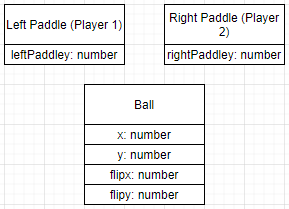 Left Paddle (Player 1)
leftPaddley: number
Right Paddle (Player
2)
rightPaddley: number
Ball
x: number
y: number
flipx: number
flipy: number